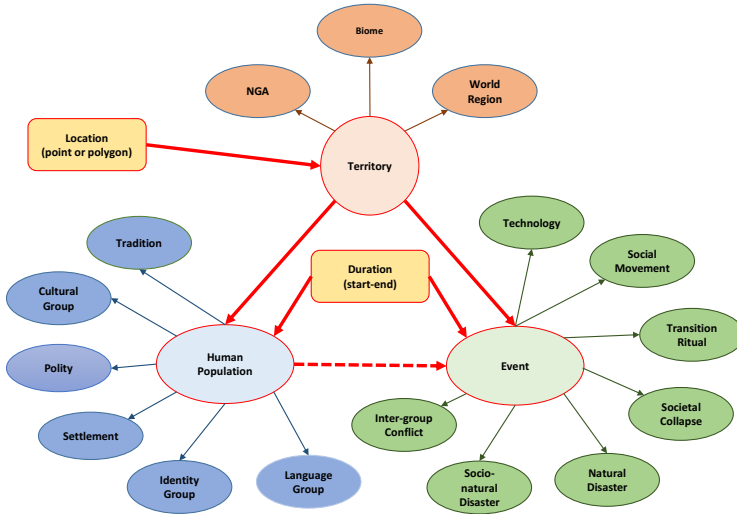 Biome
NGA
World
Region
Location
(point or polygon)
Territory
Technology
Tradition
Social
Movement
Duration
(start-end)
Cultural
Group
Transition
Ritual
Human
Population
Event
Polity
Societal
Collapse
Inter-group
Conflict
Settlement
Identity
Group
Language
Group
Socio-
natural
Disaster
Natural
Disaster